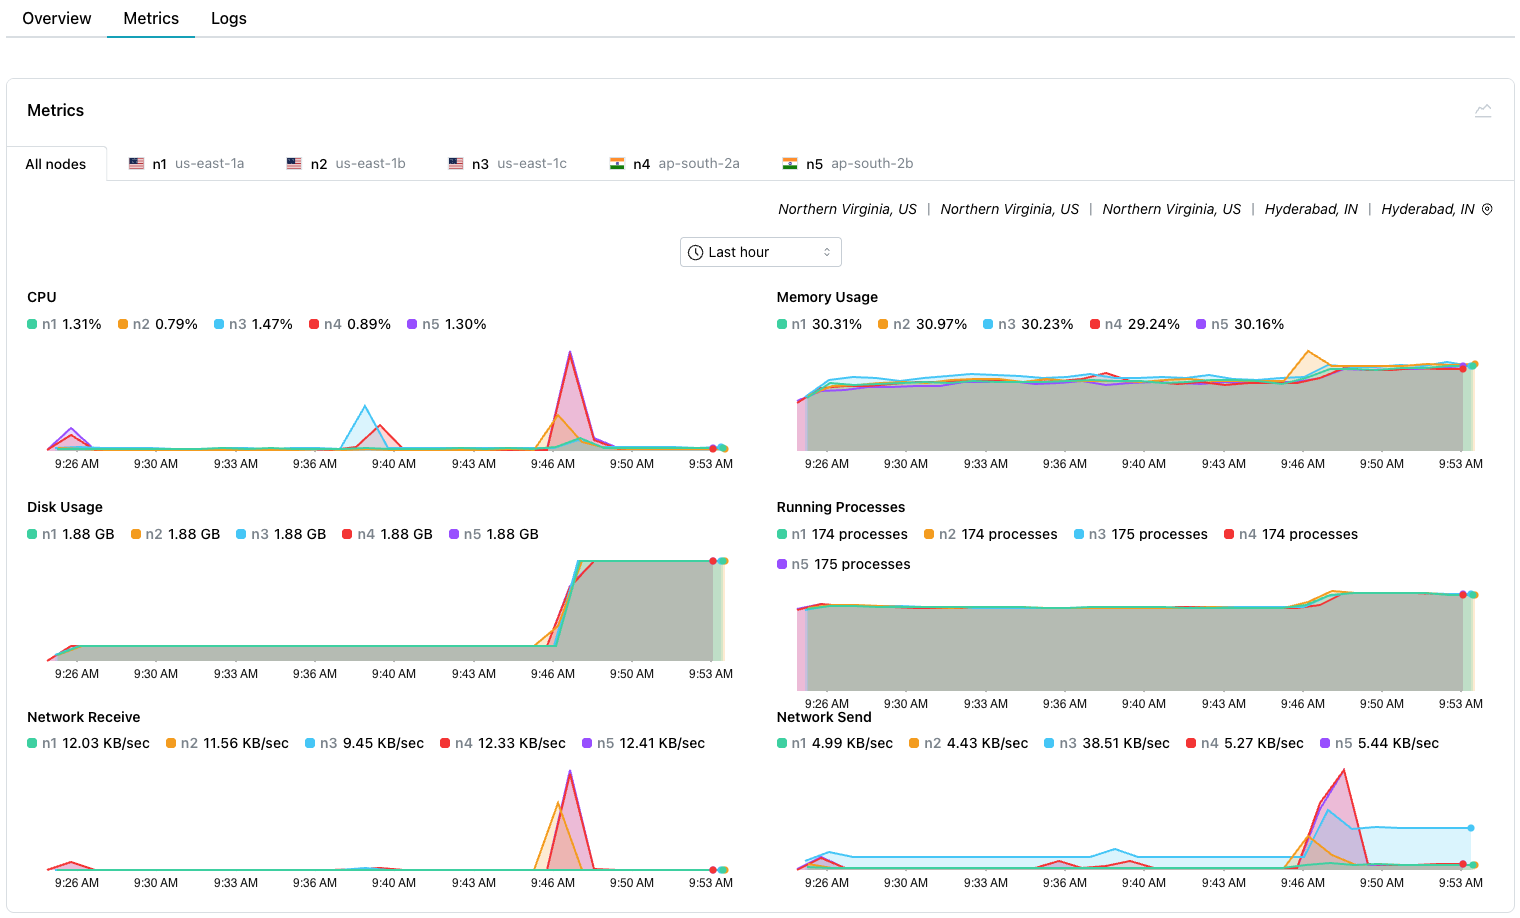 Overview Metrics Logs
Metrics
All nodes n1 us-east-1a n2 us-east-1b n3 us-east-1c n4 ap-south-2a n5 ap-south-2b
Northern Virginia, US | Northern Virginia, US | Northern Virginia, US | Hyderabad, IN | Hyderabad, IN
Last hour
CPU
n1 1.31% n2 0.79% n3 1.47% n4 0.89% n5 1.30%
9:26 AM 9:30 AM 9:33 AM 9:36 AM 9:40 AM 9:43 AM 9:46 AM 9:50 AM 9:53 AM
Memory Usage
n1 30.31% n2 30.97% n3 30.23% n4 29.24% n5 30.16%
9:26 AM 9:30 AM 9:33 AM 9:36 AM 9:40 AM 9:43 AM 9:46 AM 9:50 AM 9:53 AM
Disk Usage
n1 1.88 GB n2 1.88 GB n3 1.88 GB n4 1.88 GB n5 1.88 GB
9:26 AM 9:30 AM 9:33 AM 9:36 AM 9:40 AM 9:43 AM 9:46 AM 9:50 AM 9:53 AM
Running Processes
n1 174 processes n2 174 processes n3 175 processes n4 174 processes
n5 175 processes
9:26 AM 9:30 AM 9:33 AM 9:36 AM 9:40 AM 9:43 AM 9:46 AM 9:50 AM 9:53 AM
Network Receive
n1 12.03 KB/sec n2 11.56 KB/sec n3 9.45 KB/sec n4 12.33 KB/sec n5 12.41 KB/sec
9:26 AM 9:30 AM 9:33 AM 9:36 AM 9:40 AM 9:43 AM 9:46 AM 9:50 AM 9:53 AM
Network Send
n1 4.99 KB/sec n2 4.43 KB/sec n3 38.51 KB/sec n4 5.27 KB/sec n5 5.44 KB/sec
9:26 AM 9:30 AM 9:33 AM 9:36 AM 9:40 AM 9:43 AM 9:46 AM 9:50 AM 9:53 AM